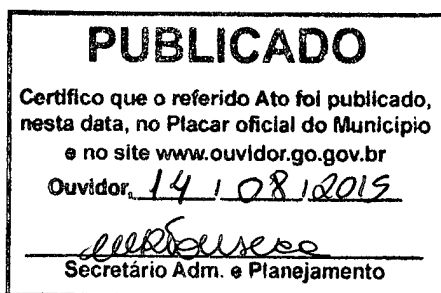 PUBLICADO
Certifico que o referido Ato foi publicado,
nesta data, no Placar oficial do Municipio
e no site www.ouvidor.go.gov.br
Ouvidor, 14 / 08 / 2015
Secretário Adm. e Planejamento